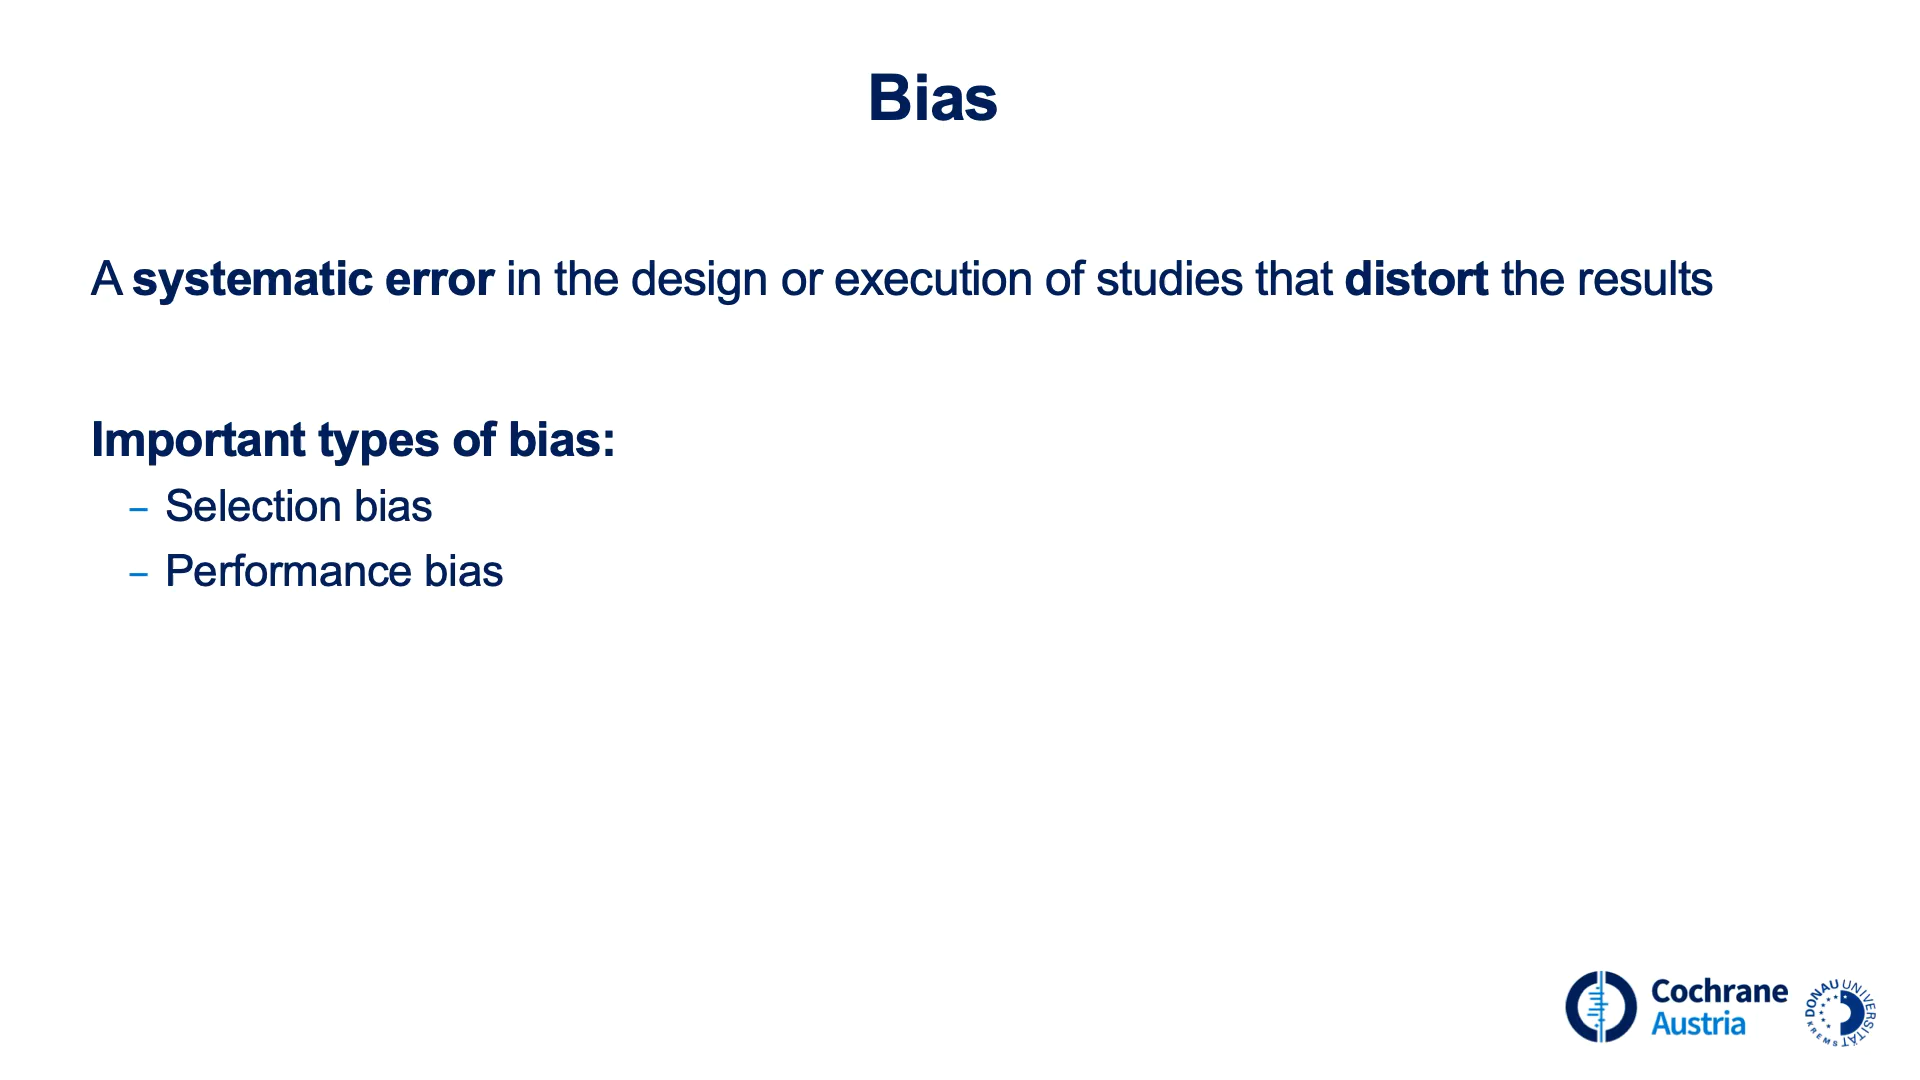 Bias
A systematic error in the design or execution of studies that distort the results
Important types of bias:
– Selection bias
– Performance bias
Cochrane
Austria
DONAU UNIVERSITÄT
KREMS